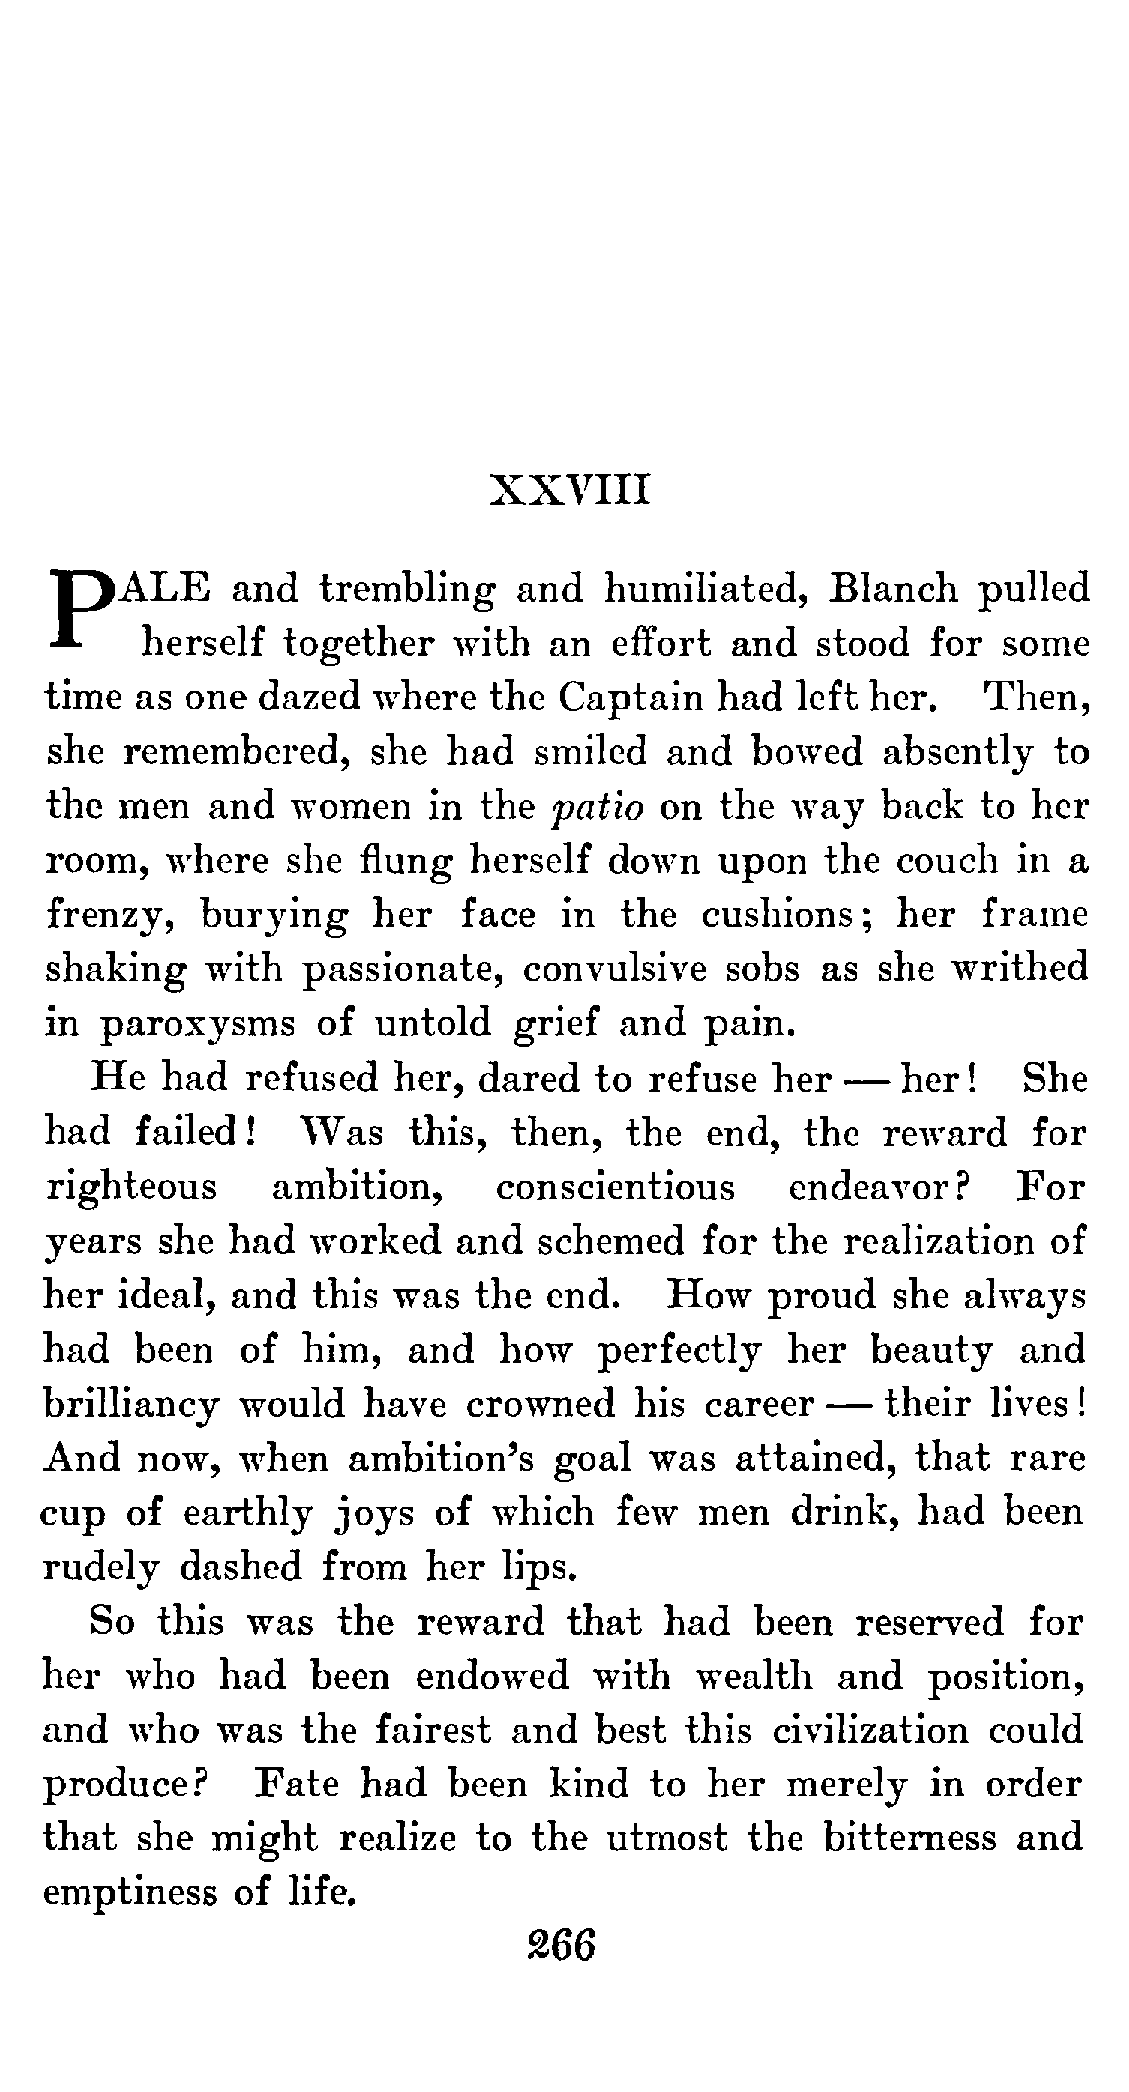 XXVIII
PALE and trembling and humiliated, Blanch pulled
herself together with an effort and stood for some
time as one dazed where the Captain had left her. Then,
she remembered, she had smiled and bowed absently to
the men and women in the patio on the way back to her
room, where she flung herself down upon the couch in a
frenzy, burying her face in the cushions; her frame
shaking with passionate, convulsive sobs as she writhed
in paroxysms of untold grief and pain.
He had refused her, dared to refuse her — her! She
had failed! Was this, then, the end, the reward for
righteous ambition, conscientious endeavor? For
years she had worked and schemed for the realization of
her ideal, and this was the end. How proud she always
had been of him, and how perfectly her beauty and
brilliancy would have crowned his career — their lives!
And now, when ambition's goal was attained, that rare
cup of earthly joys of which few men drink, had been
rudely dashed from her lips.
So this was the reward that had been reserved for
her who had been endowed with wealth and position,
and who was the fairest and best this civilization could
produce? Fate had been kind to her merely in order
that she might realize to the utmost the bitterness and
emptiness of life.
266